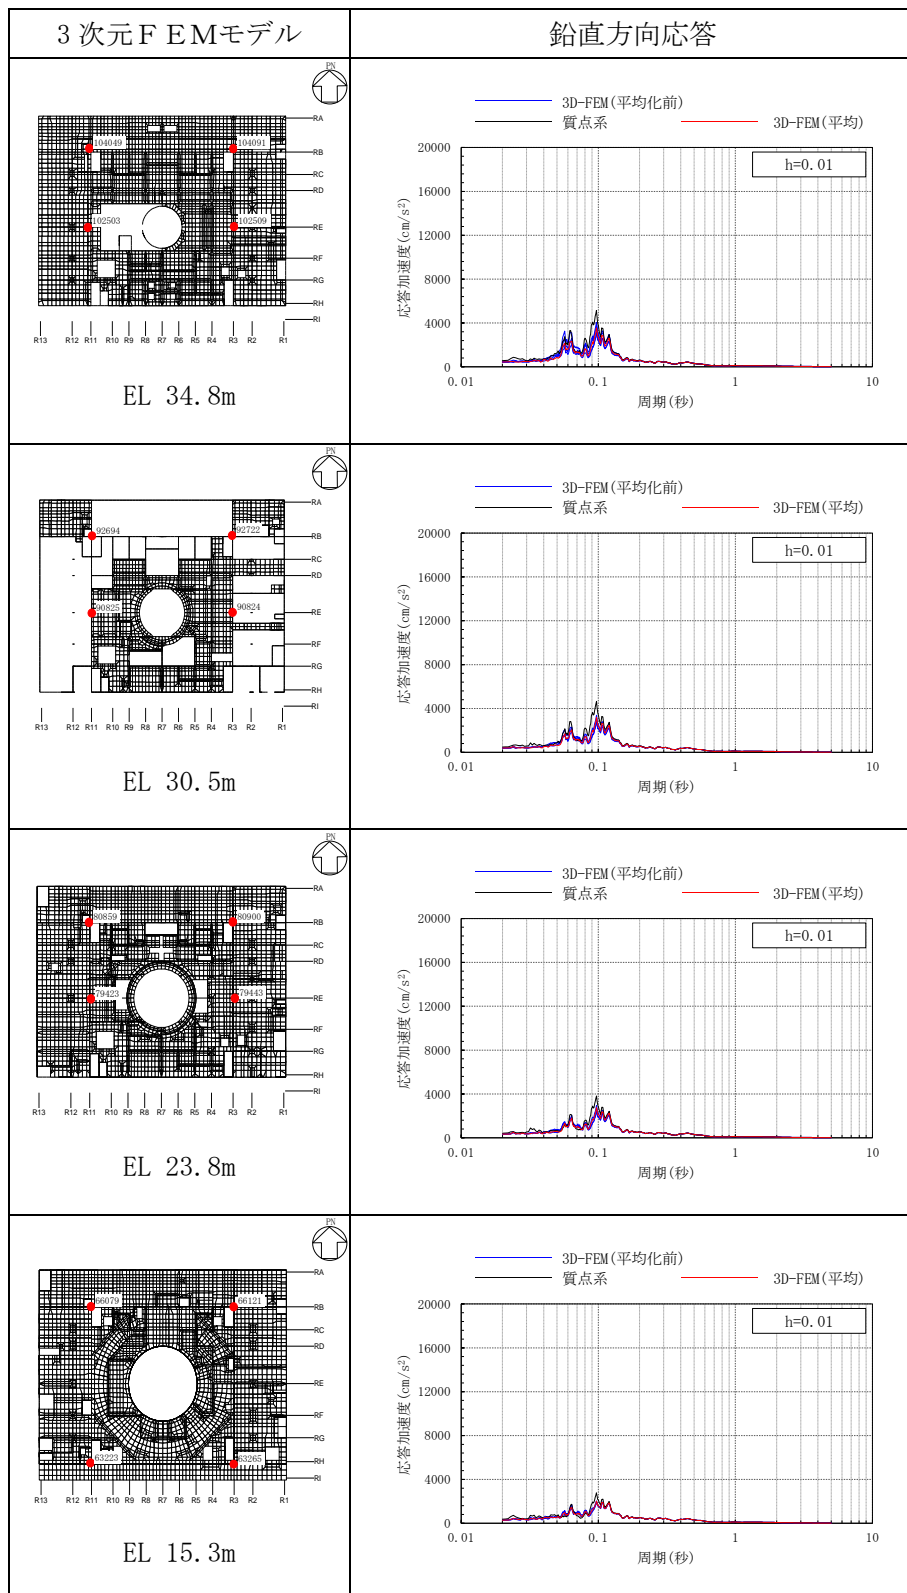 3次元FEMモデル
鉛直方向応答
PN
104049
104091
102503
102509
RA
RB
RC
RD
RE
RF
RG
RH
RI
R13 R12 R11 R10 R9 R8 R7 R6 R5 R4 R3 R2 R1
EL 34.8m
3D-FEM(平均化前)
質点系
3D-FEM(平均)
h=0.01
20000
16000
12000
8000
4000
0
応答加速度(cm/s²)
0.01 0.1 1 10
周期(秒)
PN
92694
92722
90825
90824
RA
RB
RC
RD
RE
RF
RG
RH
RI
R13 R12 R11 R10 R9 R8 R7 R6 R5 R4 R3 R2 R1
EL 30.5m
3D-FEM(平均化前)
質点系
3D-FEM(平均)
h=0.01
20000
16000
12000
8000
4000
0
応答加速度(cm/s²)
0.01 0.1 1 10
周期(秒)
PN
80859
80900
79423
79443
RA
RB
RC
RD
RE
RF
RG
RH
RI
R13 R12 R11 R10 R9 R8 R7 R6 R5 R4 R3 R2 R1
EL 23.8m
3D-FEM(平均化前)
質点系
3D-FEM(平均)
h=0.01
20000
16000
12000
8000
4000
0
応答加速度(cm/s²)
0.01 0.1 1 10
周期(秒)
PN
66079
66121
63223
63265
RA
RB
RC
RD
RE
RF
RG
RH
RI
R13 R12 R11 R10 R9 R8 R7 R6 R5 R4 R3 R2 R1
EL 15.3m
3D-FEM(平均化前)
質点系
3D-FEM(平均)
h=0.01
20000
16000
12000
8000
4000
0
応答加速度(cm/s²)
0.01 0.1 1 10
周期(秒)